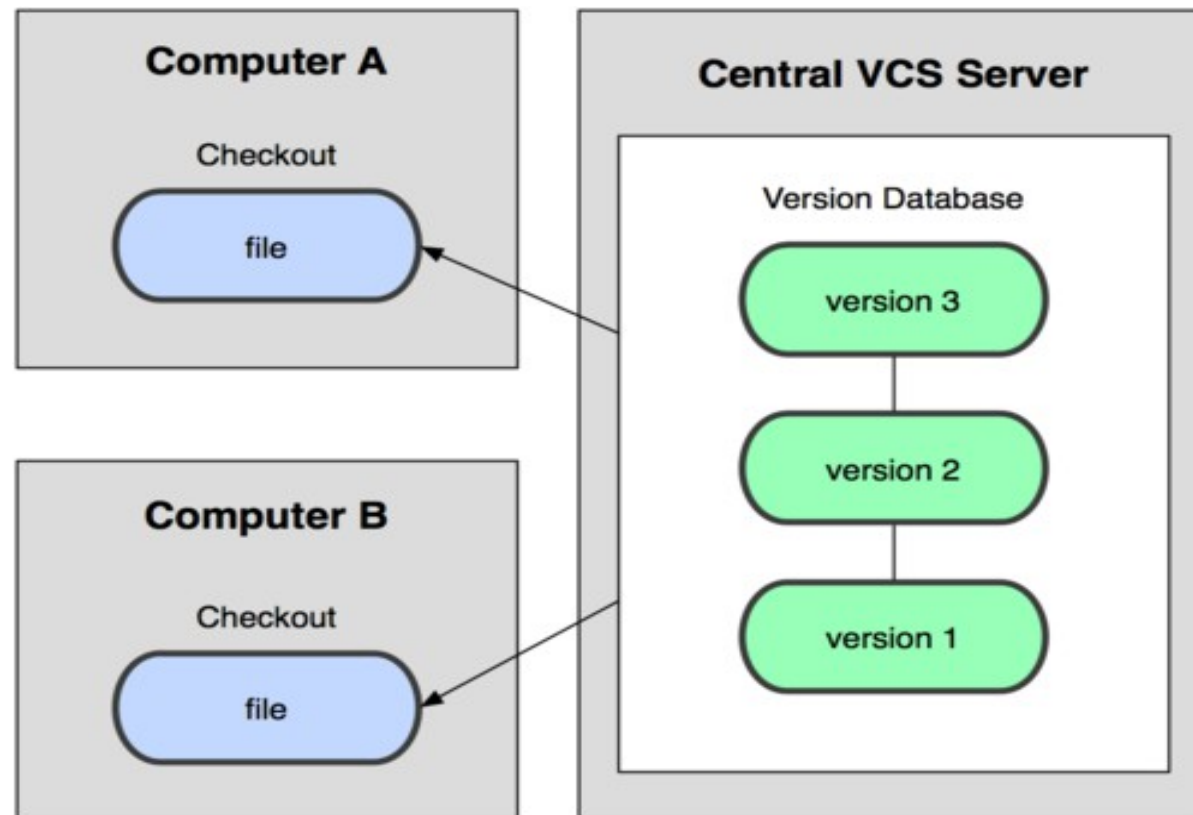 Computer A
Checkout
file
Computer B
Checkout
file
Central VCS Server
Version Database
version 3
version 2
version 1